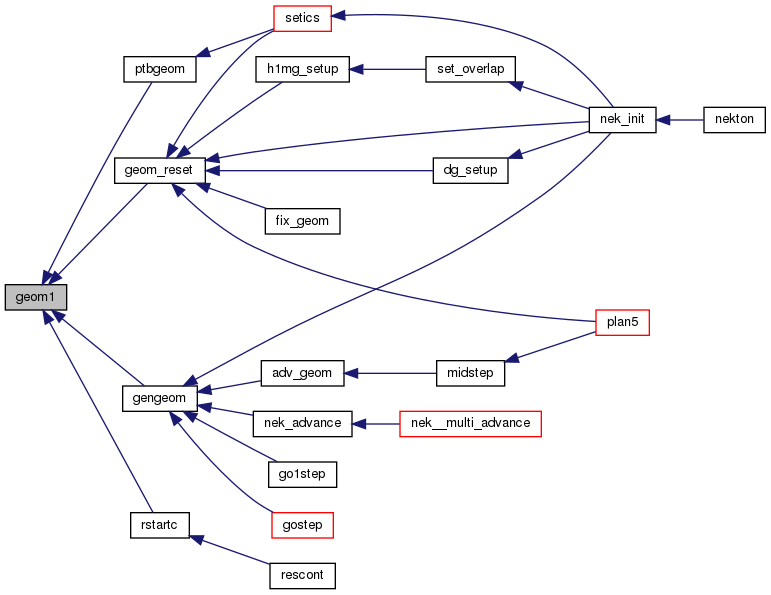 setics
ptbgeom
h1mg_setup
set_overlap
nek_init
nekton
geom_reset
dg_setup
fix_geom
geom1
plan5
adv_geom
midstep
gengeom
nek_advance
nek__multi_advance
go1step
gostep
rstartc
rescont